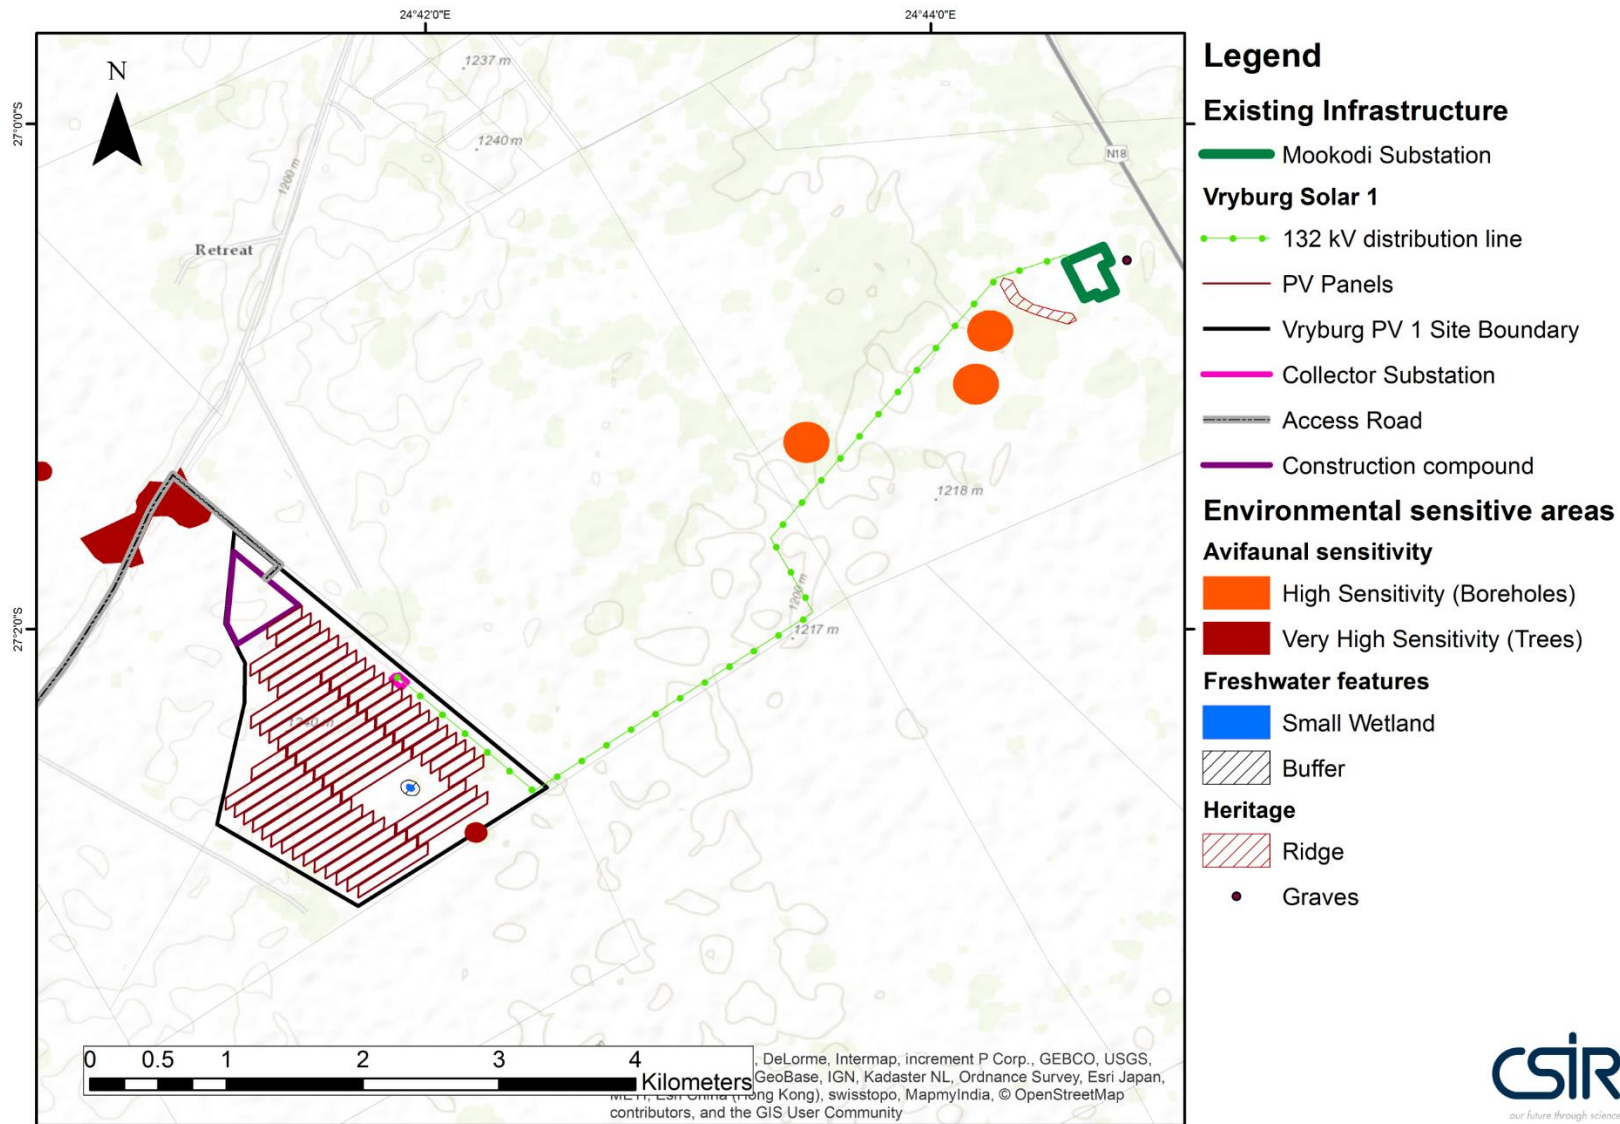 24°42'0"E
24°44'0"E
27°0'0"S
27°2'0"S
N
1237 m
1240 m
1200 m
Retreat
N18
1218 m
1200 m
1217 m
1240 m
0 0.5 1 2 3 4
Kilometers
, DeLorme, Intermap, increment P Corp., GEBCO, USGS,
GeoBase, IGN, Kadaster NL, Ordnance Survey, Esri Japan,
METI, Esri China (Hong Kong), swisstopo, MapmyIndia, © OpenStreetMap
contributors, and the GIS User Community
Legend
Existing Infrastructure
Mookodi Substation
Vryburg Solar 1
132 kV distribution line
PV Panels
Vryburg PV 1 Site Boundary
Collector Substation
Access Road
Construction compound
Environmental sensitive areas
Avifaunal sensitivity
High Sensitivity (Boreholes)
Very High Sensitivity (Trees)
Freshwater features
Small Wetland
Buffer
Heritage
Ridge
Graves
CSIR
our future through science